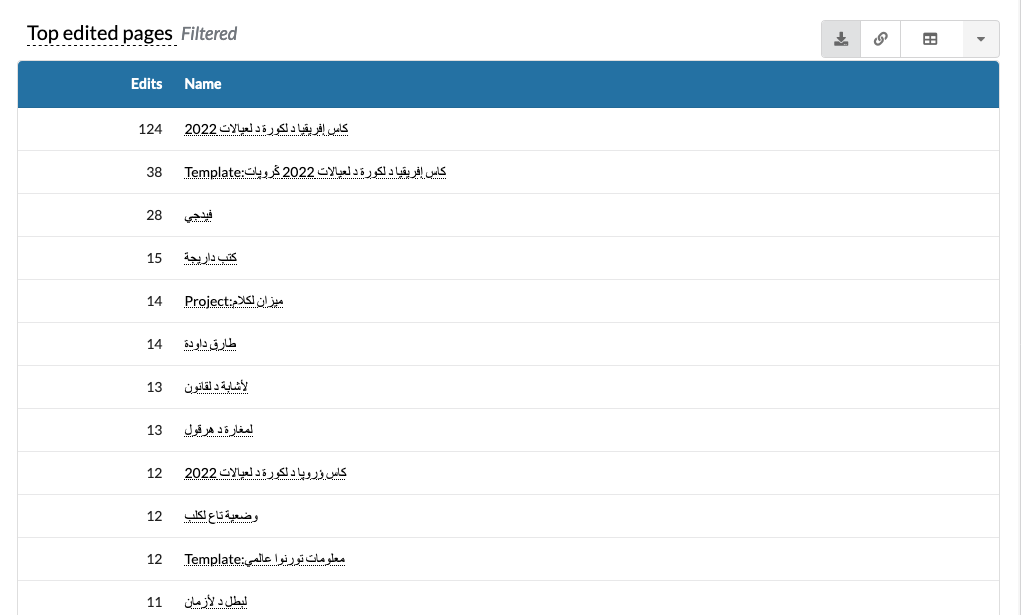 Top edited pages Filtered
Edits Name
124 كاس إفريقيا د لكورة د لعيالات 2022
38 Template:كاس إفريقيا د لكورة د لعيالات 2022 ݣروپات
28 فيدجي
15 كتب داريجة
14 Project:ميزان لكلام
14 طارق داودة
13 لأشابة د لقانون
13 لمغارة د هرقول
12 كاس ؤروپا د لكورة د لعيالات 2022
12 وضعية تاع لكلب
12 Template:معلومات تورنوا عالمي
11 لبطل د لأزمان